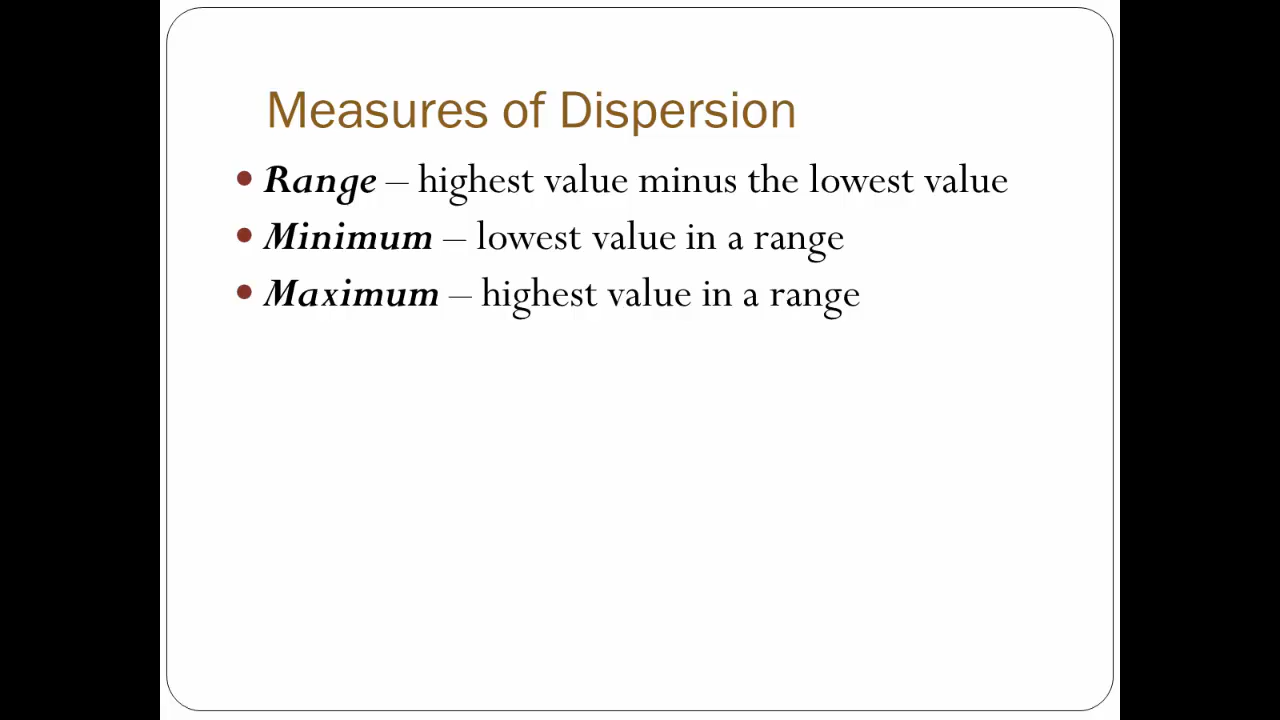 Measures of Dispersion
• Range – highest value minus the lowest value
• Minimum – lowest value in a range
• Maximum – highest value in a range